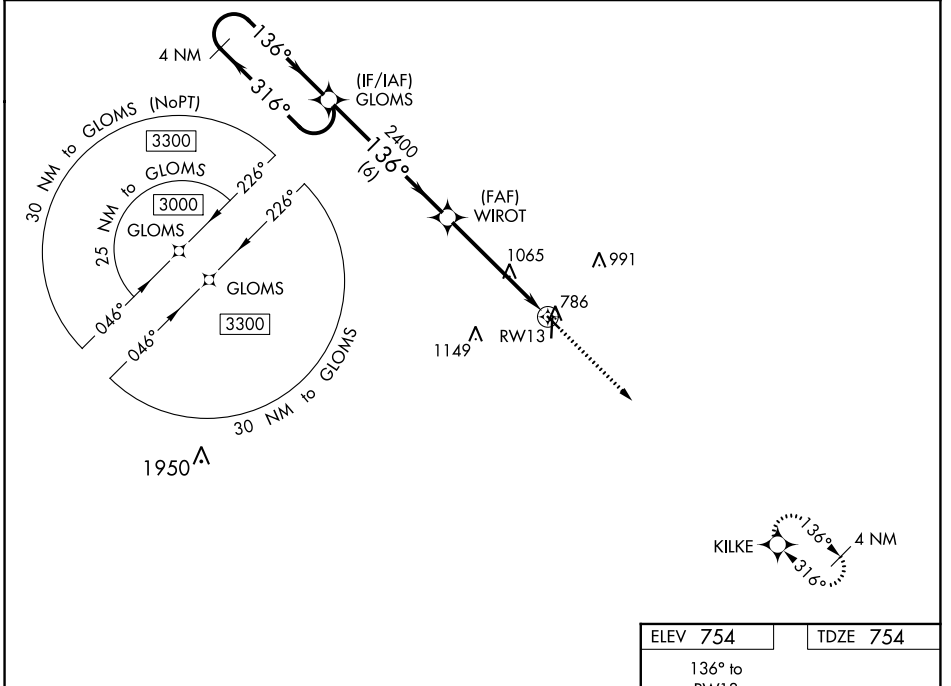 4 NM
136°
316°
(IF/IAF)
GLOMS
2400
136°
(6)
30 NM to GLOMS (NoPT)
3300
25 NM to GLOMS
3000
GLOMS
226°
046°
226°
GLOMS
046°
3300
30 NM to GLOMS
(FAF)
WIROT
1065
991
786
RW13
1149
1950
KILKE
136°
316°
4 NM
ELEV 754
TDZE 754
136° to
RW13